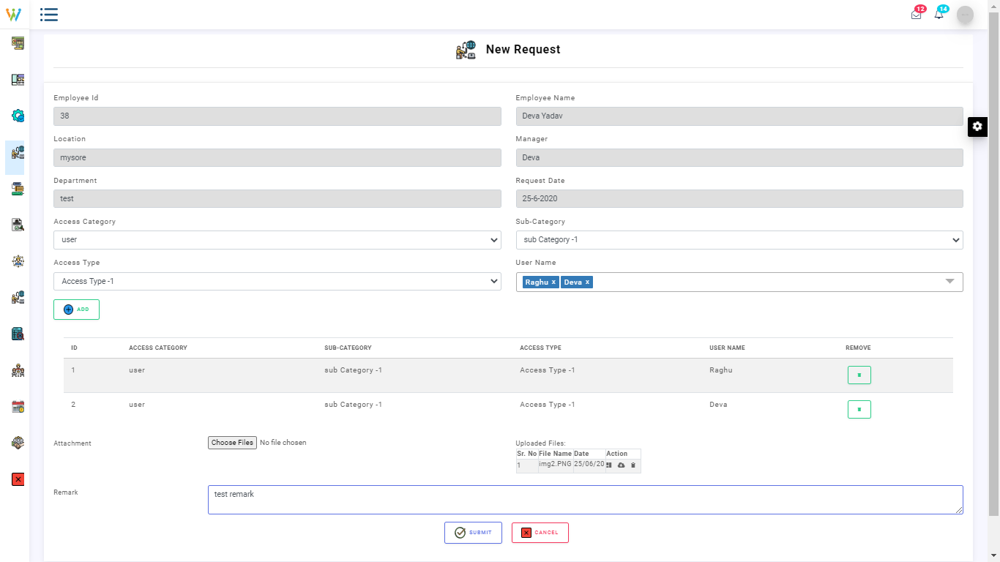 12 14
New Request
Employee Id Employee Name
38 Deva Yadav
Location Manager
mysore Deva
Department Request Date
test 25-6-2020
Access Category Sub-Category
user sub Category -1
Access Type User Name
Access Type -1 Raghu x Deva x
ADD
ID ACCESS CATEGORY SUB-CATEGORY ACCESS TYPE USER NAME REMOVE
1 user sub Category -1 Access Type -1 Raghu
2 user sub Category -1 Access Type -1 Deva
Attachment Choose Files No file chosen Uploaded Files:
Sr. No File Name Date Action
1 img2.PNG 25/06/20
Remark test remark
SUBMIT CANCEL